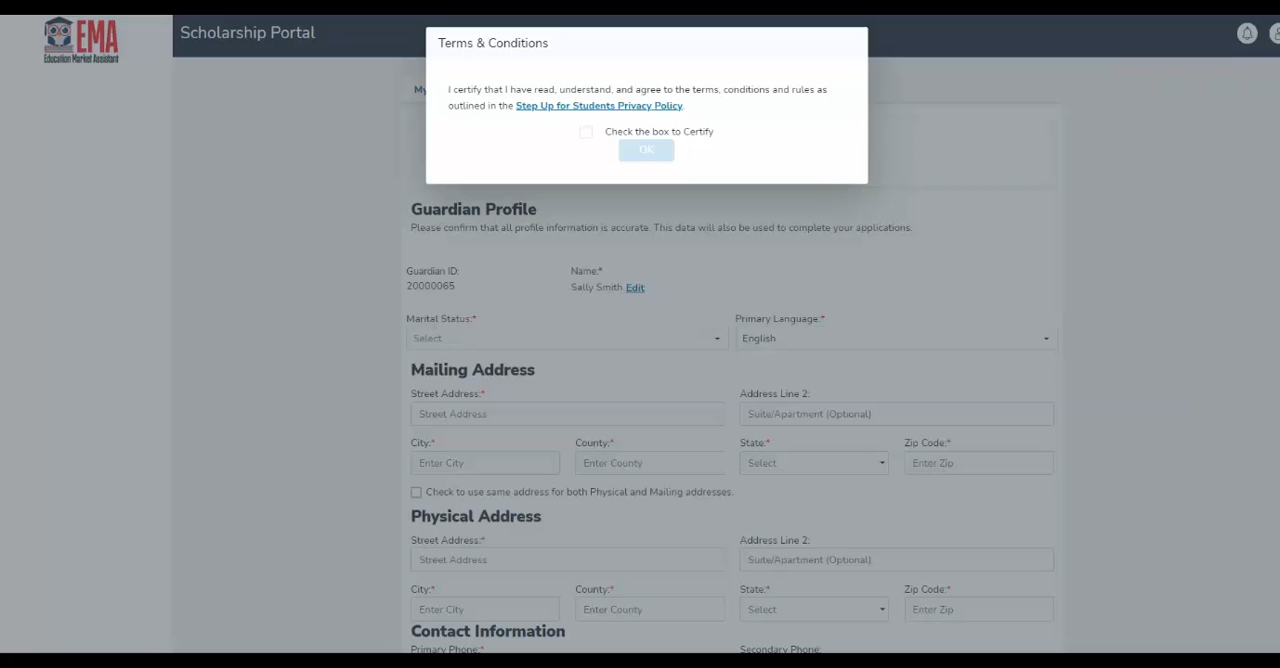 EMA
Education Market Assistant
Scholarship Portal
Terms & Conditions
My
I certify that I have read, understand, and agree to the terms, conditions and rules as
outlined in the Step Up for Students Privacy Policy.
Check the box to Certify
OK
Guardian Profile
Please confirm that all profile information is accurate. This data will also be used to complete your applications.
Guardian ID: Name:*
20000065 Sally Smith Edit
Marital Status:* Primary Language:*
Select English
Mailing Address
Street Address:* Address Line 2:
Street Address Suite/Apartment (Optional)
City:* County:* State:* Zip Code:*
Enter City Enter County Select Enter Zip
Check to use same address for both Physical and Mailing addresses.
Physical Address
Street Address:* Address Line 2:
Street Address Suite/Apartment (Optional)
City:* County:* State:* Zip Code:*
Enter City Enter County Select Enter Zip
Contact Information
Primary Phone:* Secondary Phone: